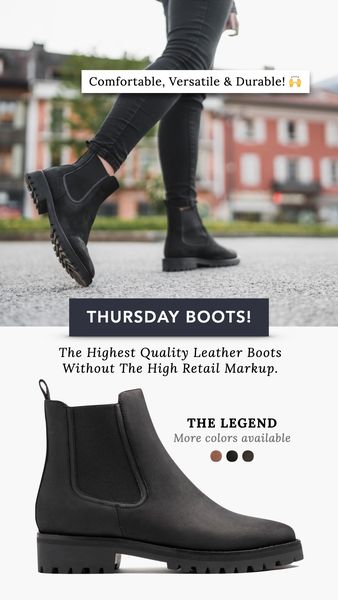 Comfortable, Versatile & Durable! 🙌
THURSDAY BOOTS!
The Highest Quality Leather Boots
Without The High Retail Markup.
THE LEGEND
More colors available